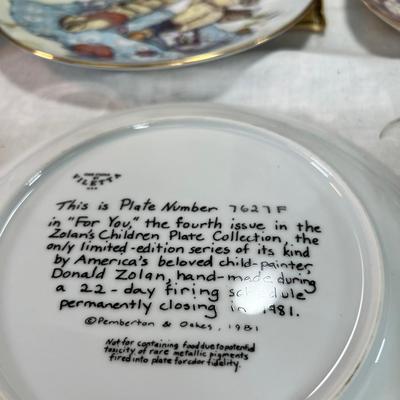 VILETTA
This is Plate Number 7627F
in "For You," the fourth issue in the
Zolan's Children Plate Collection, the
only limited-edition series of its kind
by America's beloved child-painter,
Donald Zolan, hand-made during
a 22-day firing schedule
permanently closing in 1981.
©Pemberton & Oakes, 1981
Not for containing food due to potential
toxicity of rare metallic pigments
fired into plate for color fidelity.